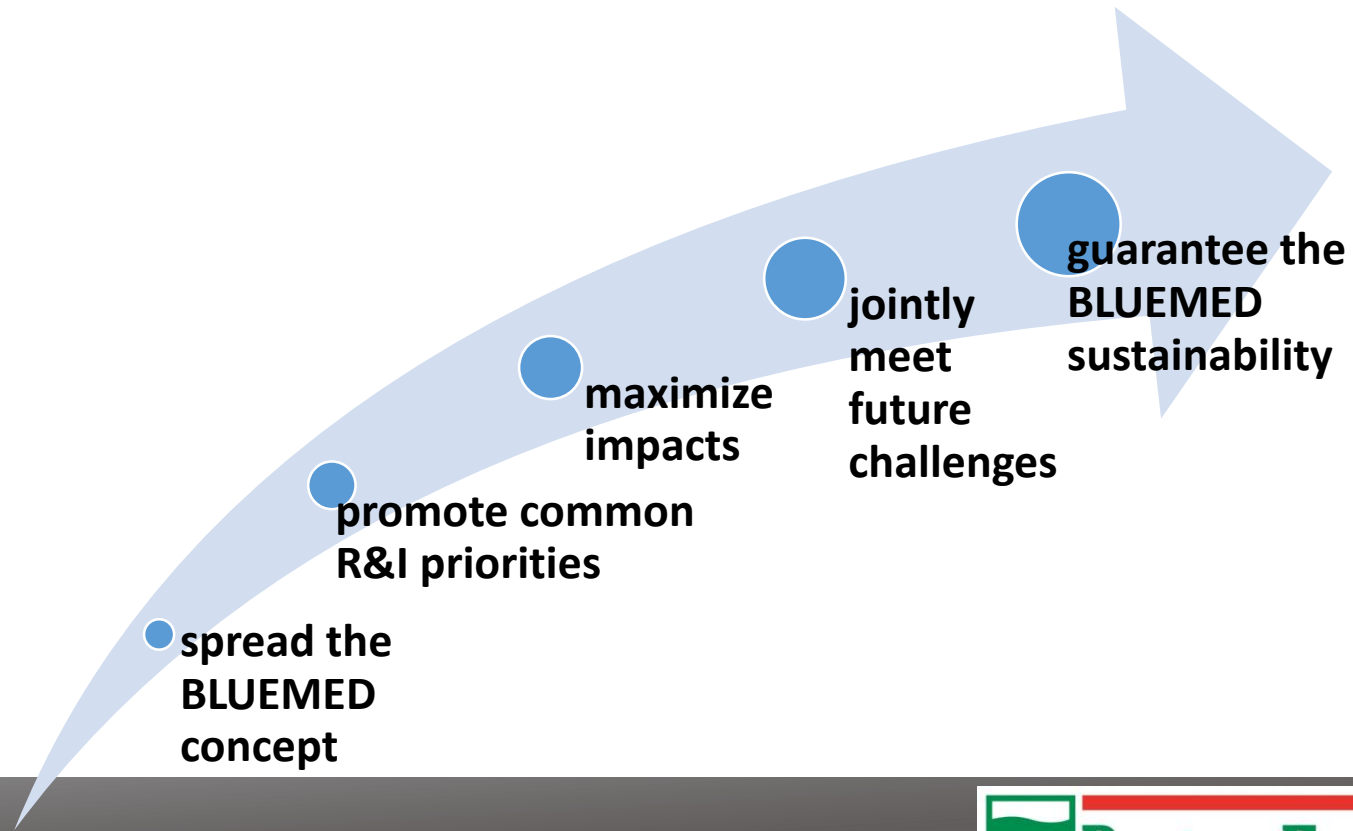 spread the
BLUEMED
concept
promote common
R&I priorities
maximize
impacts
jointly
meet
future
challenges
guarantee the
BLUEMED
sustainability